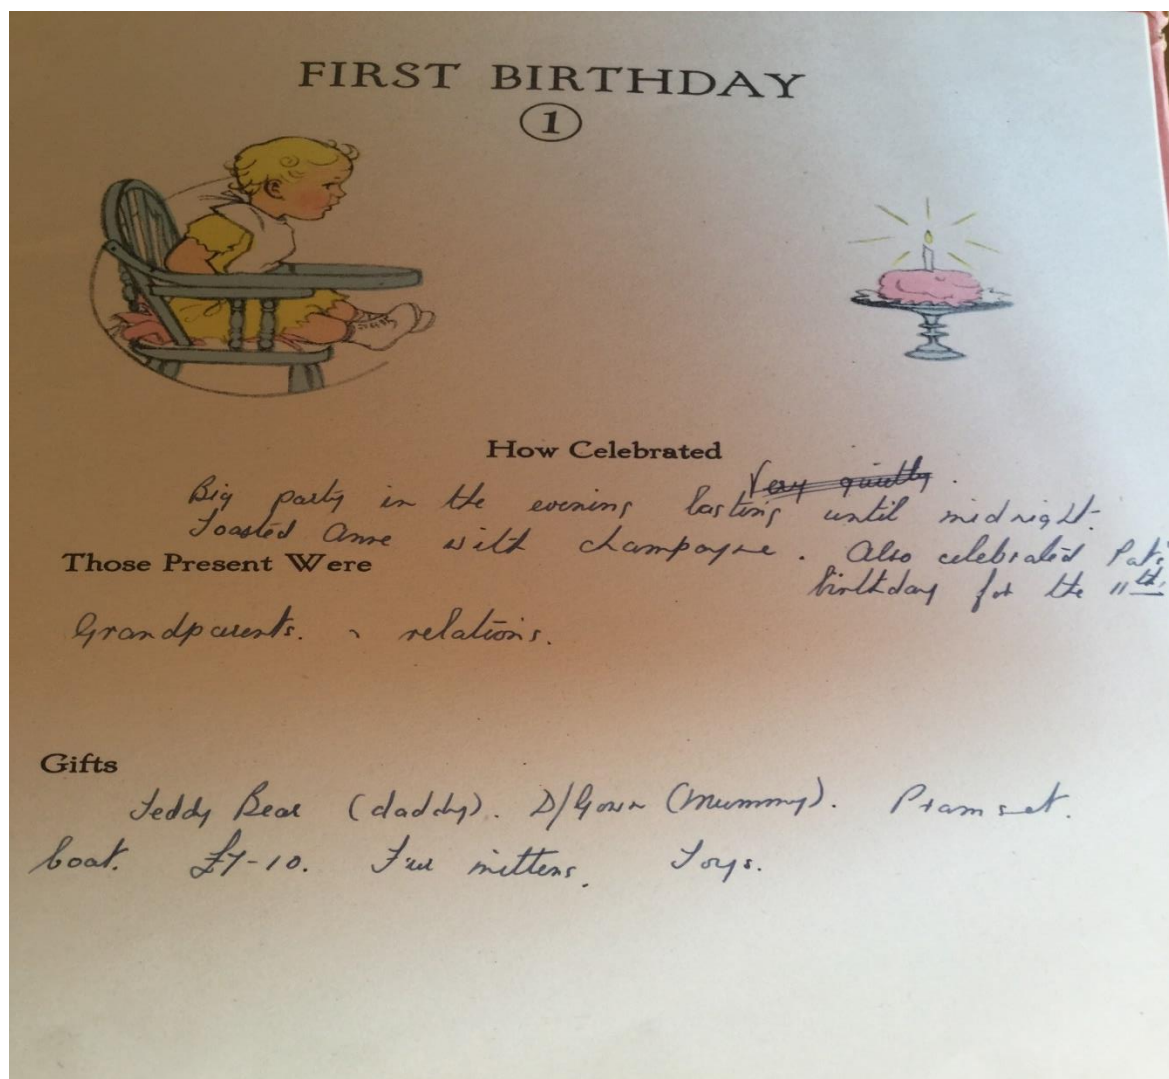 FIRST BIRTHDAY
1
How Celebrated
Very quietly.
Big party in the evening lasting until midnight.
Toasted Anne with champagne. Also celebrated Pat's
birthday for the 11th.
Those Present Were
Grandparents. relations.
Gifts
Teddy Bear (daddy). D/Gown (Mummy). Pram set.
Coat. £7-10. Fur mittens. Toys.